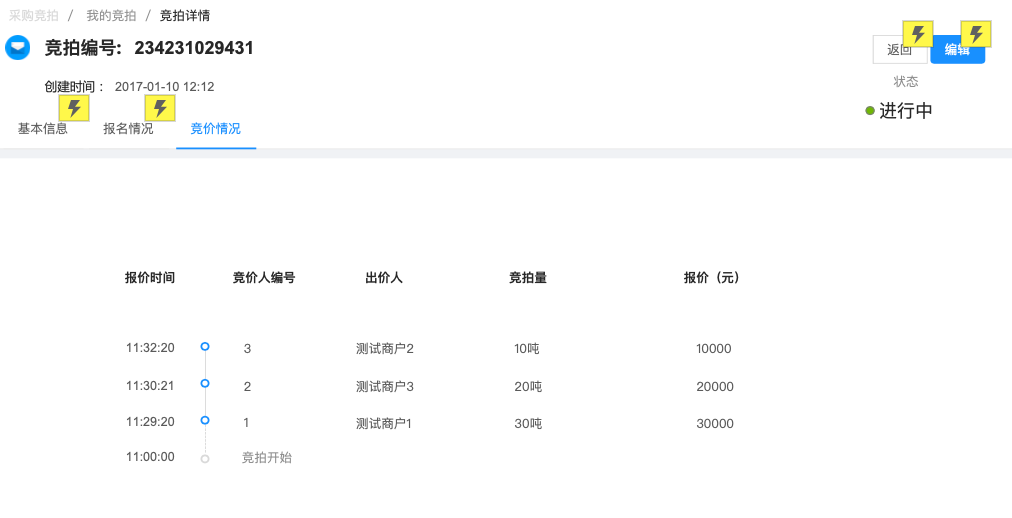 采购竞拍 / 我的竞拍 / 竞拍详情
竞拍编号: 234231029431
返回 编辑
创建时间： 2017-01-10 12:12
状态
进行中
基本信息 报名情况 竞价情况
报价时间 竞价人编号 出价人 竞拍量 报价（元）
11:32:20 3 测试商户2 10吨 10000
11:30:21 2 测试商户3 20吨 20000
11:29:20 1 测试商户1 30吨 30000
11:00:00 竞拍开始